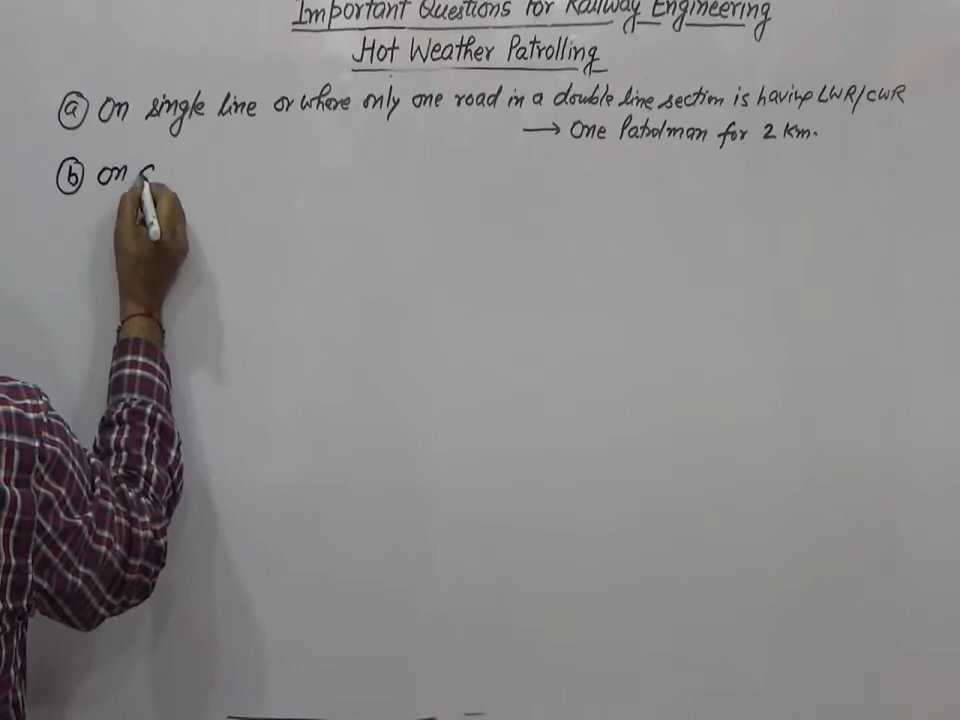 Important Questions for Railway Engineering
Hot Weather Patrolling
(a) On single line or where only one road in a double line section is having LWR/CWR
→ One Patrolman for 2 Km.
(b) on